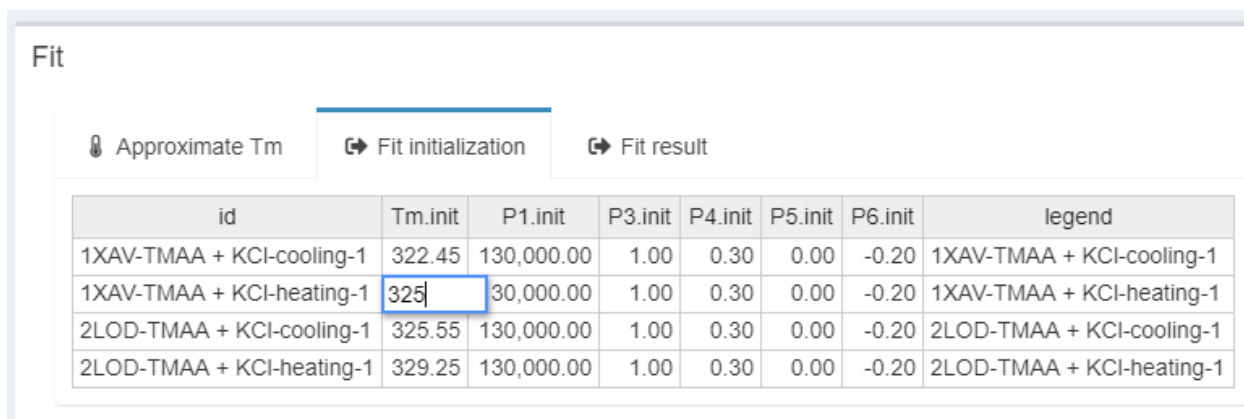 Fit
Approximate Tm Fit initialization Fit result
id Tm.init P1.init P3.init P4.init P5.init P6.init legend
1XAV-TMAA + KCl-cooling-1 322.45 130,000.00 1.00 0.30 0.00 -0.20 1XAV-TMAA + KCl-cooling-1
1XAV-TMAA + KCl-heating-1 325 30,000.00 1.00 0.30 0.00 -0.20 1XAV-TMAA + KCl-heating-1
2LOD-TMAA + KCl-cooling-1 325.55 130,000.00 1.00 0.30 0.00 -0.20 2LOD-TMAA + KCl-cooling-1
2LOD-TMAA + KCl-heating-1 329.25 130,000.00 1.00 0.30 0.00 -0.20 2LOD-TMAA + KCl-heating-1